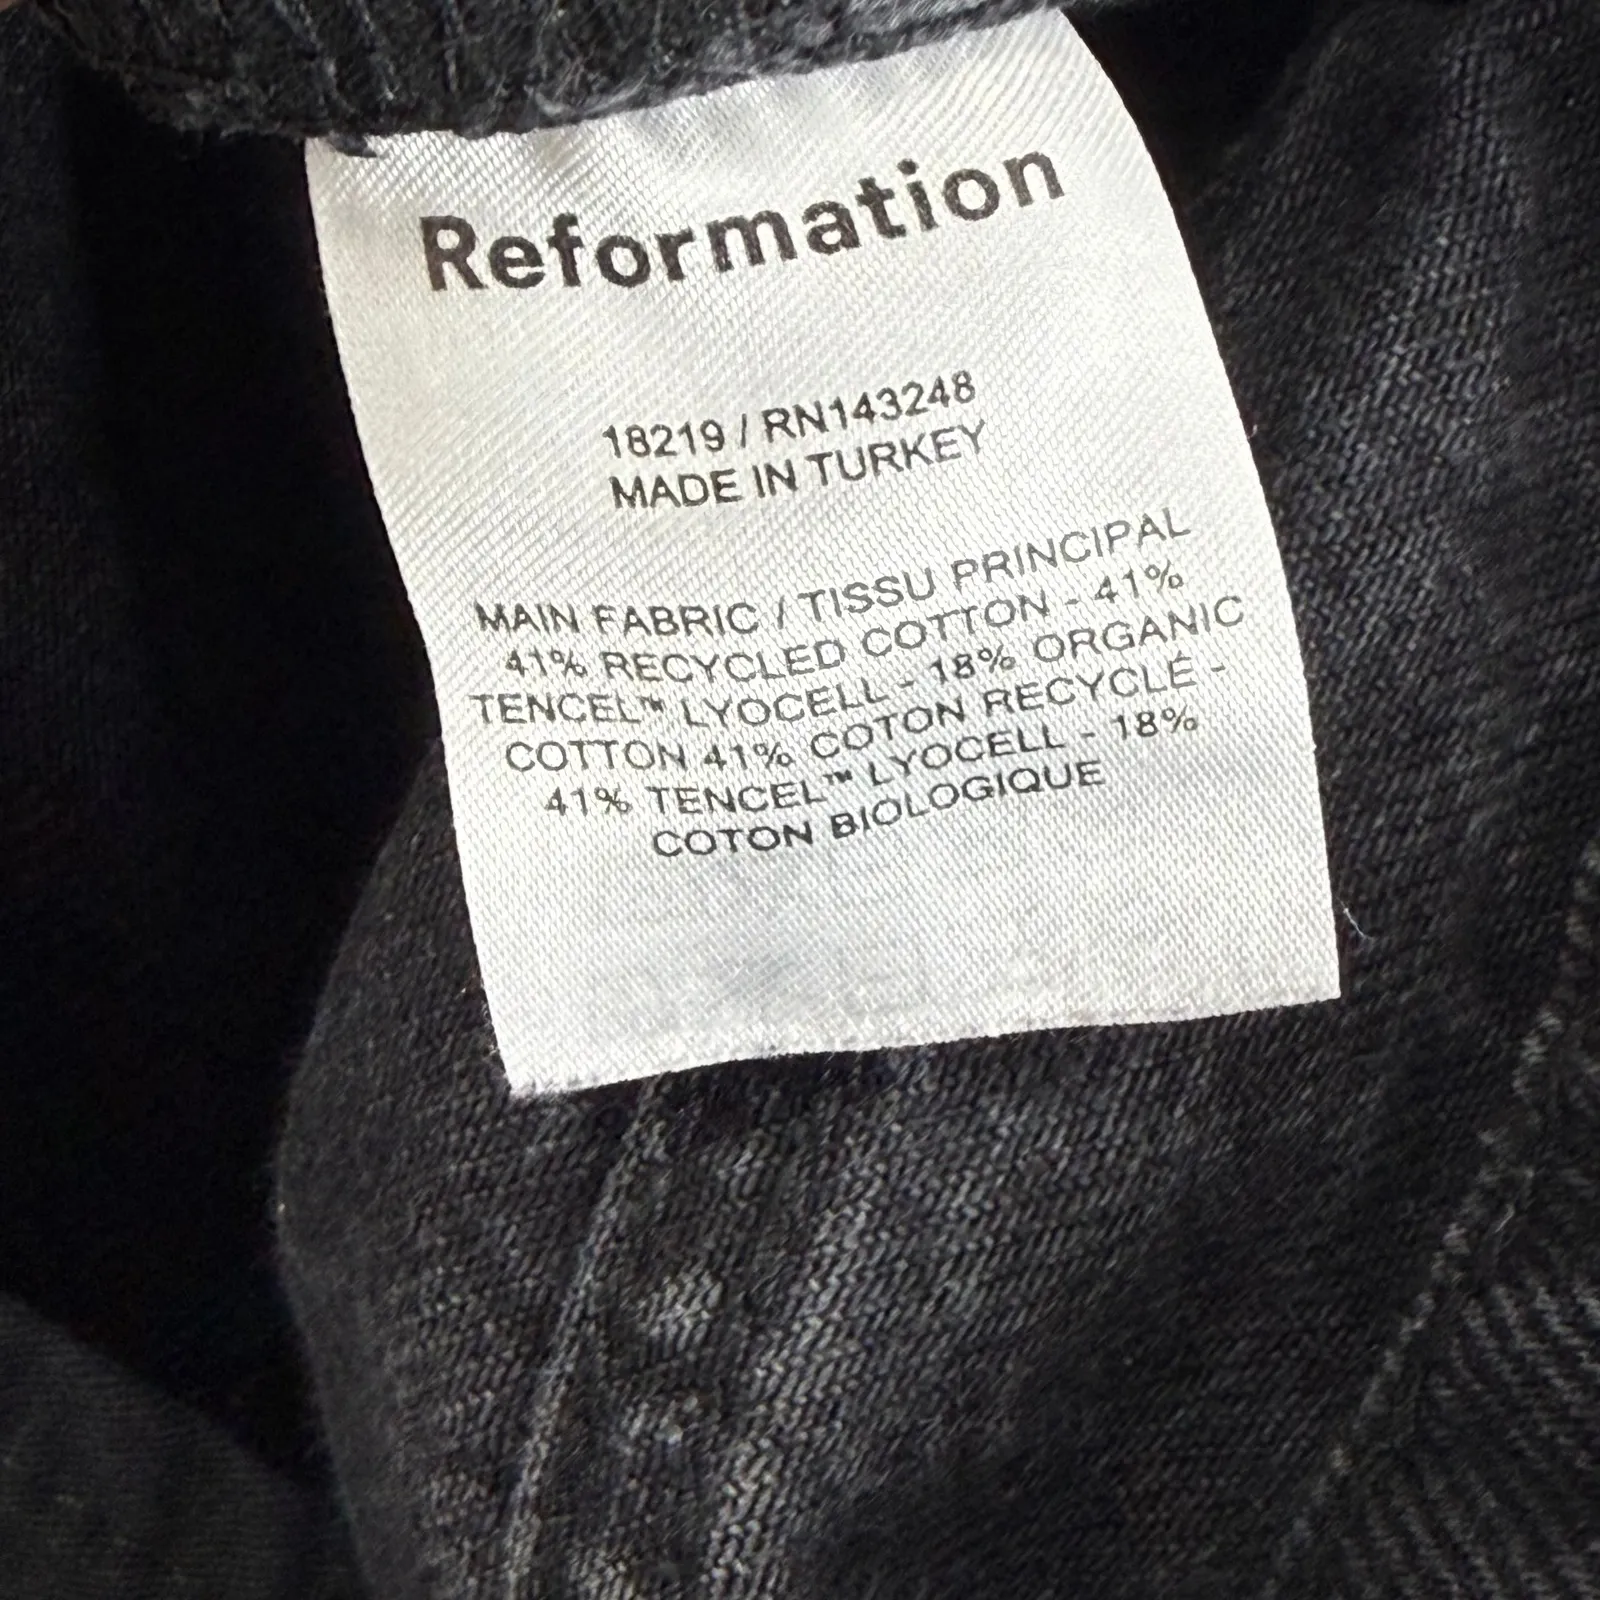 Reformation
18219 / RN143248
MADE IN TURKEY
MAIN FABRIC / TISSU PRINCIPAL
41% RECYCLED COTTON - 41%
TENCEL™ LYOCELL - 18% ORGANIC
COTTON 41% COTON RECYCLÉ -
41% TENCEL™ LYOCELL - 18%
COTON BIOLOGIQUE